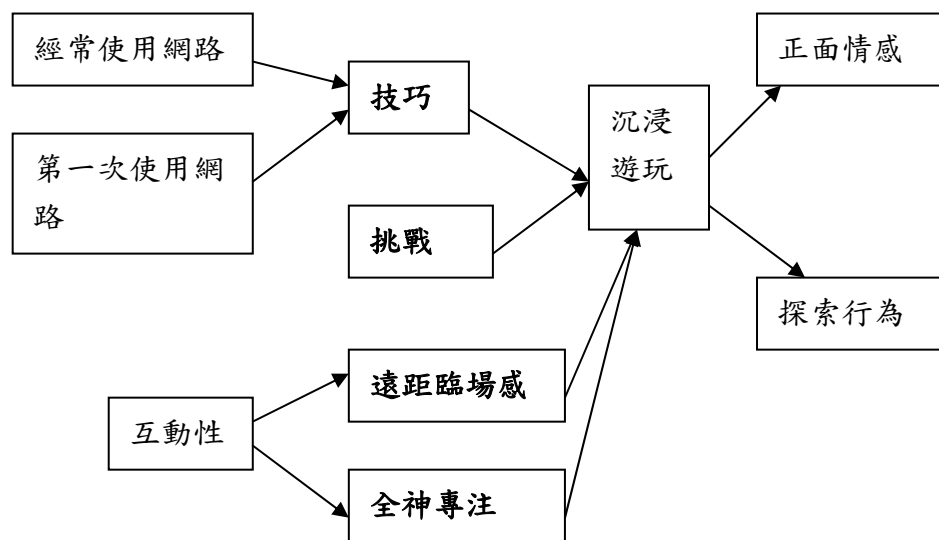 經常使用網路
第一次使用網
路
技巧
挑戰
互動性
遠距臨場感
全神專注
沉浸
遊玩
正面情感
探索行為